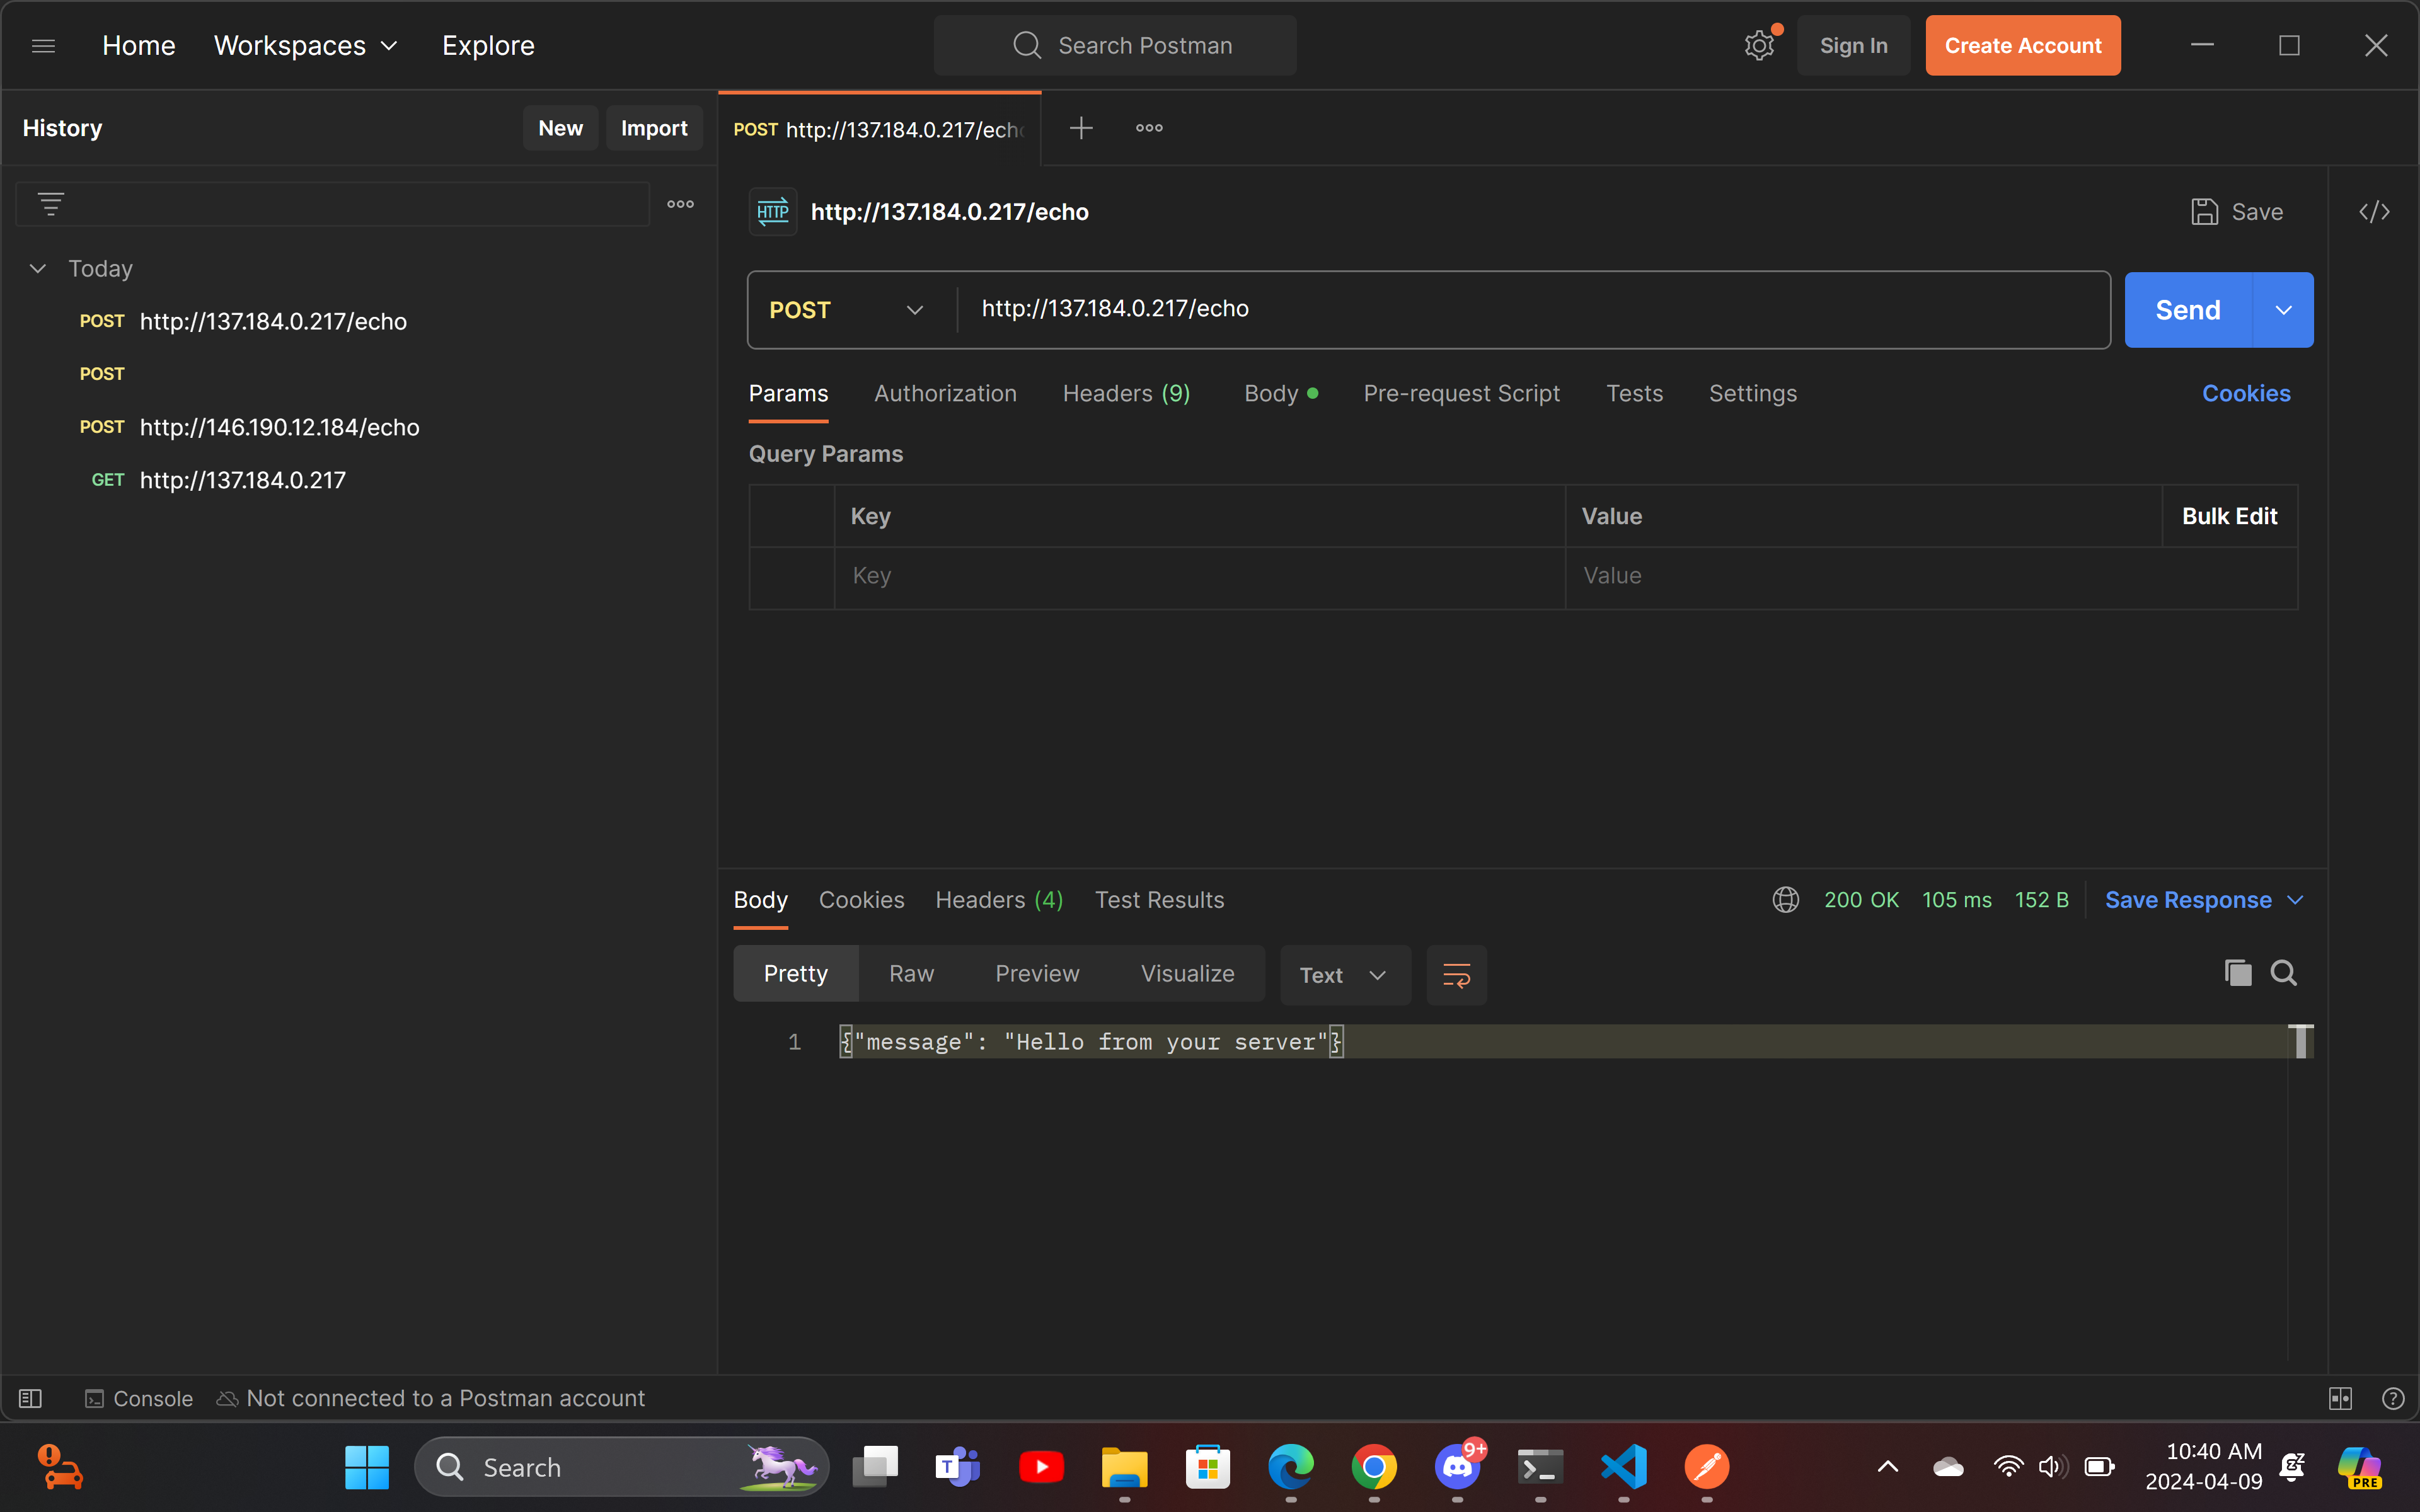 Home Workspaces Explore Search Postman Sign In Create Account
History New Import
POST http://137.184.0.217/echo
HTTP http://137.184.0.217/echo Save
Today
POST http://137.184.0.217/echo
POST
POST http://146.190.12.184/echo
GET http://137.184.0.217
POST http://137.184.0.217/echo Send
Params Authorization Headers (9) Body Pre-request Script Tests Settings Cookies
Query Params
Key Value Bulk Edit
Key Value
Body Cookies Headers (4) Test Results 200 OK 105 ms 152 B Save Response
Pretty Raw Preview Visualize Text
1 {"message": "Hello from your server"}
Console Not connected to a Postman account
Search
T
9+
10:40 AM
2024-04-09
PRE